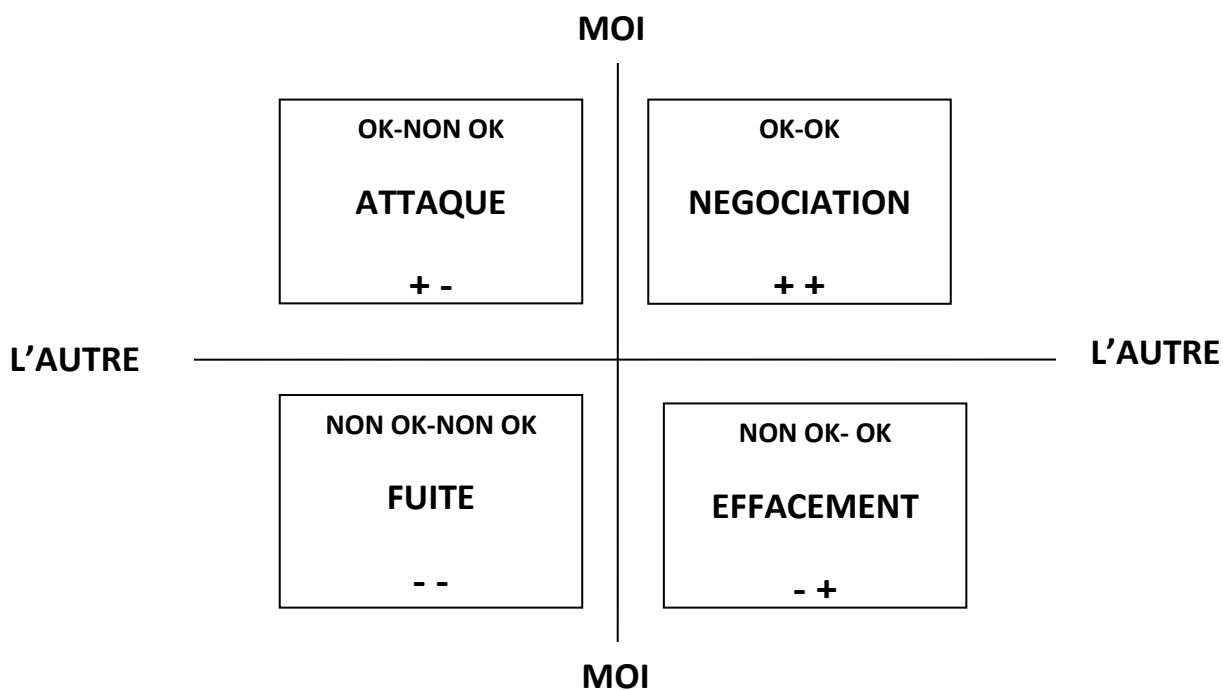 MOI
OK-NON OK
ATTAQUE
+ -
OK-OK
NEGOCIATION
+ +
L’AUTRE
L’AUTRE
NON OK-NON OK
FUITE
- -
NON OK- OK
EFFACEMENT
- +
MOI